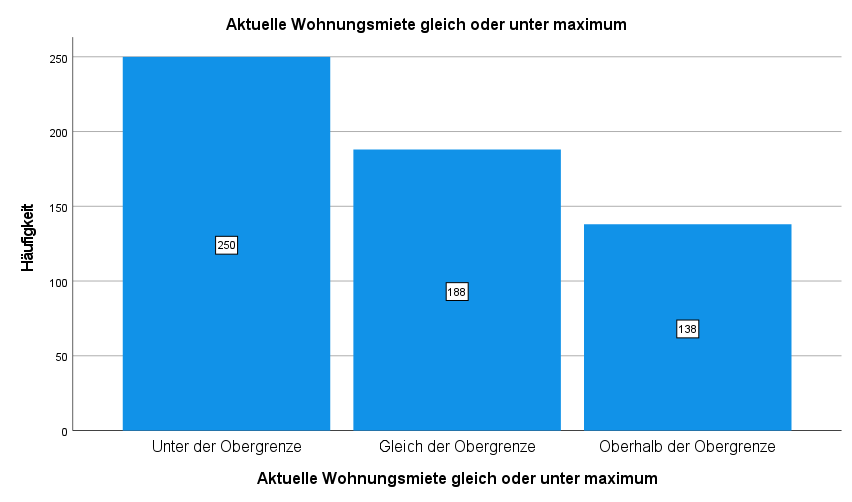 Aktuelle Wohnungsmiete gleich oder unter maximum
Häufigkeit
250
200
150
100
50
0
250
188
138
Unter der Obergrenze
Gleich der Obergrenze
Oberhalb der Obergrenze
Aktuelle Wohnungsmiete gleich oder unter maximum